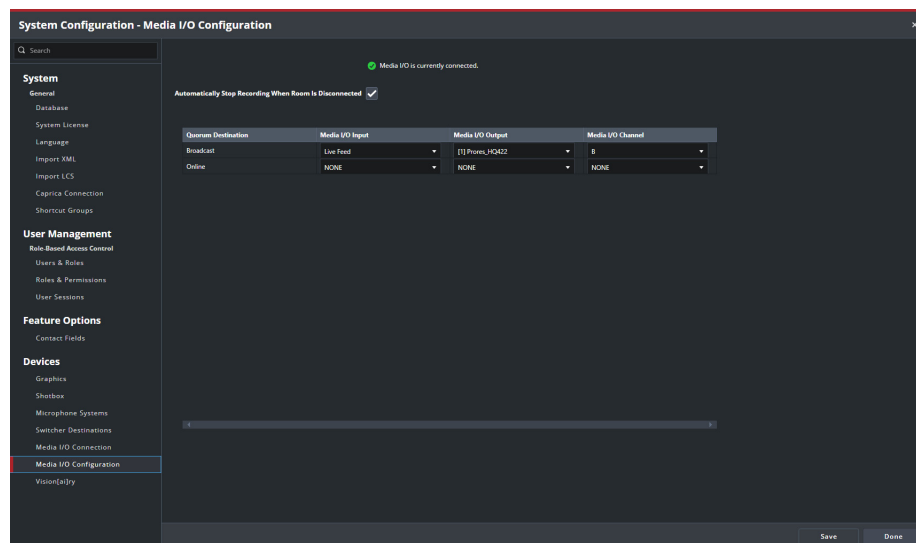 System Configuration - Media I/O Configuration
Search
Media I/O is currently connected.
System
General
Automatically Stop Recording When Room Is Disconnected
Database
System License
Language
Import XML
Import LCS
Caprica Connection
Shortcut Groups
Quorum Destination Media I/O Input Media I/O Output Media I/O Channel
Broadcast Live Feed [1] Prores_HQ422 B
Online NONE NONE NONE
User Management
Role-Based Access Control
Users & Roles
Roles & Permissions
User Sessions
Feature Options
Contact Fields
Devices
Graphics
Shotbox
Microphone Systems
Switcher Destinations
Media I/O Connection
Media I/O Configuration
Vision[ai]ry
Save Done